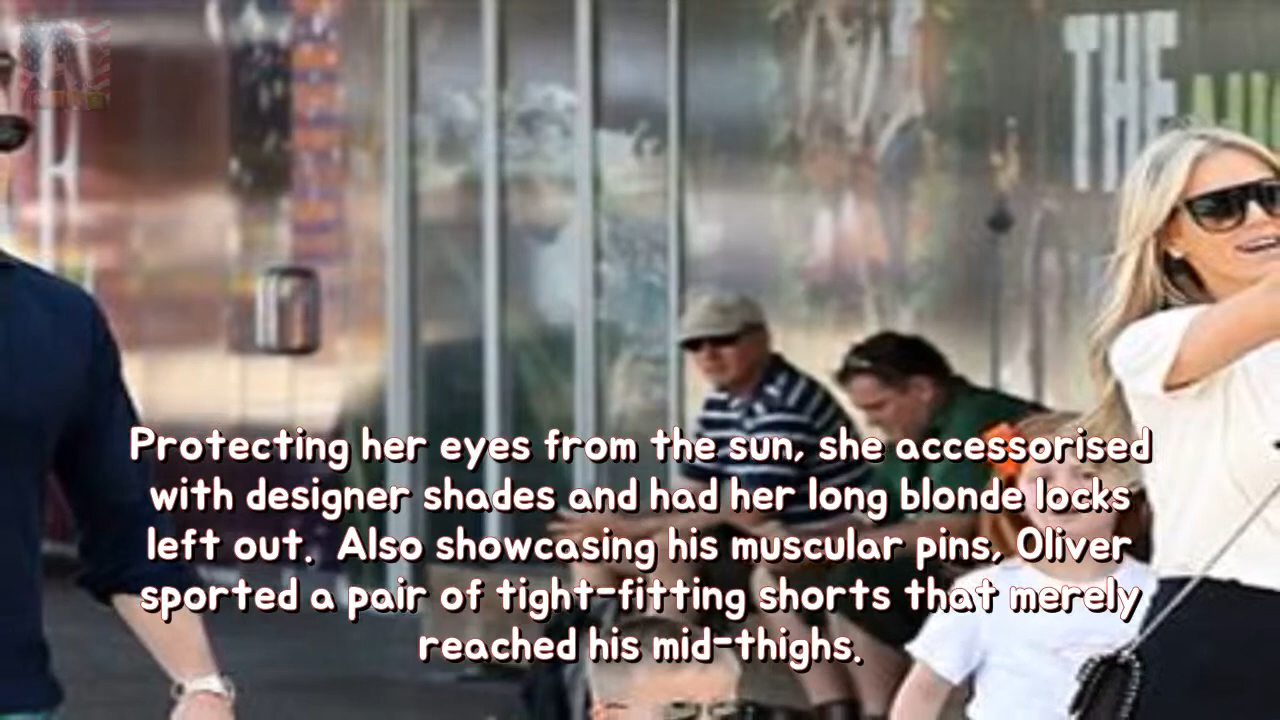 THE
Protecting her eyes from the sun, she accessorised
with designer shades and had her long blonde locks
left out.  Also showcasing his muscular pins, Oliver
sported a pair of tight-fitting shorts that merely
reached his mid-thighs.